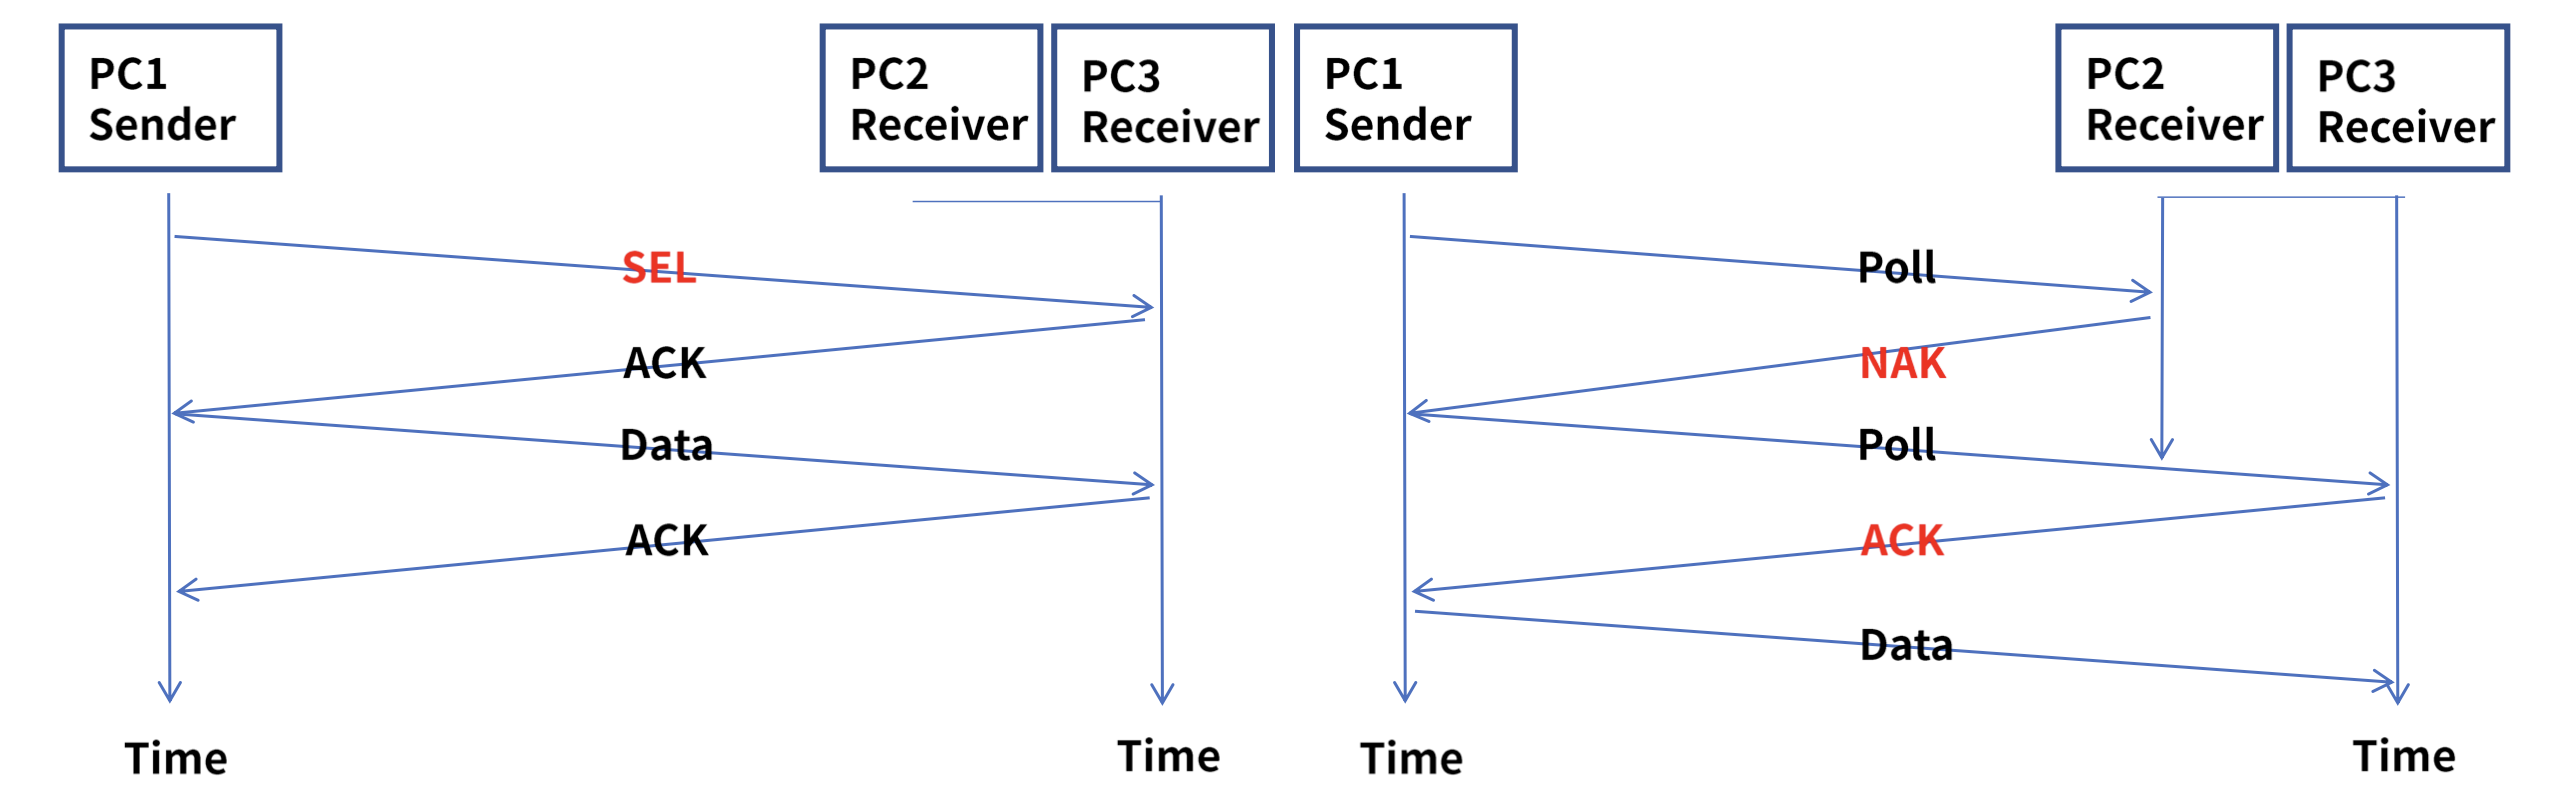 PC1
Sender
PC2
Receiver
PC3
Receiver
SEL
ACK
Data
ACK
Time
Time
PC1
Sender
PC2
Receiver
PC3
Receiver
Poll
NAK
Poll
ACK
Data
Time
Time